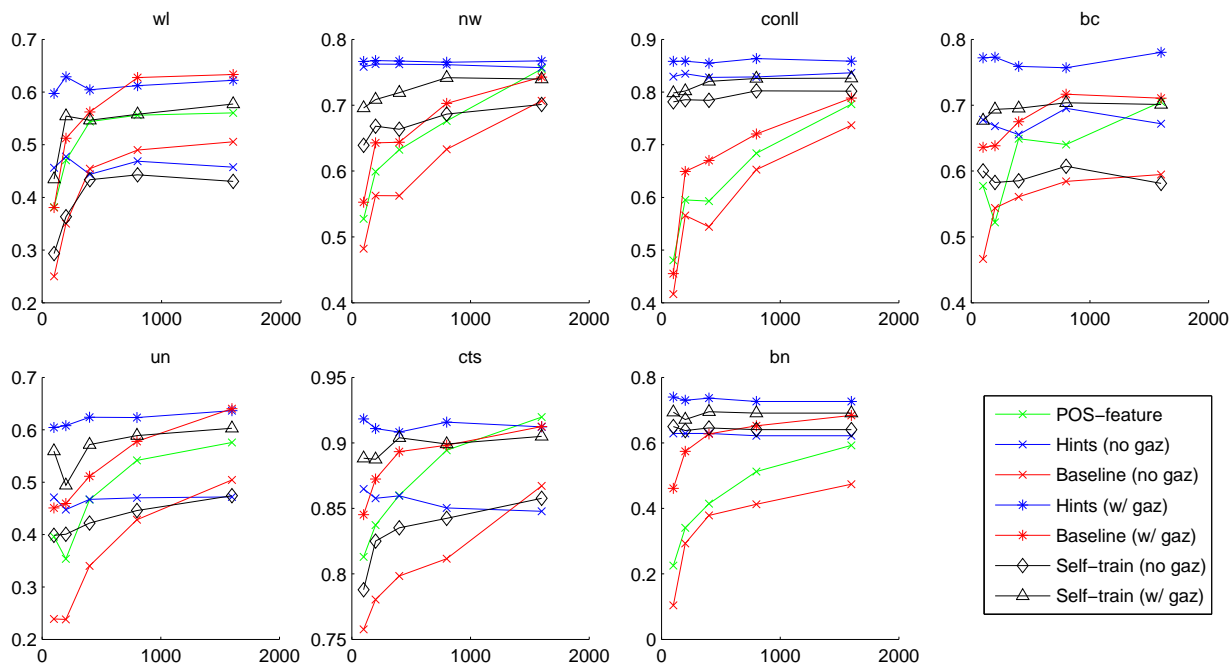 wl
0.7
0.6
0.5
0.4
0.3
0.2
0 1000 2000
nw
0.8
0.7
0.6
0.5
0.4
0 1000 2000
conll
0.9
0.8
0.7
0.6
0.5
0.4
0 1000 2000
bc
0.8
0.7
0.6
0.5
0.4
0 1000 2000
un
0.7
0.6
0.5
0.4
0.3
0.2
0 1000 2000
cts
0.95
0.9
0.85
0.8
0.75
0 1000 2000
bn
0.8
0.6
0.4
0.2
0
0 1000 2000
POS−feature
Hints (no gaz)
Baseline (no gaz)
Hints (w/ gaz)
Baseline (w/ gaz)
Self−train (no gaz)
Self−train (w/ gaz)